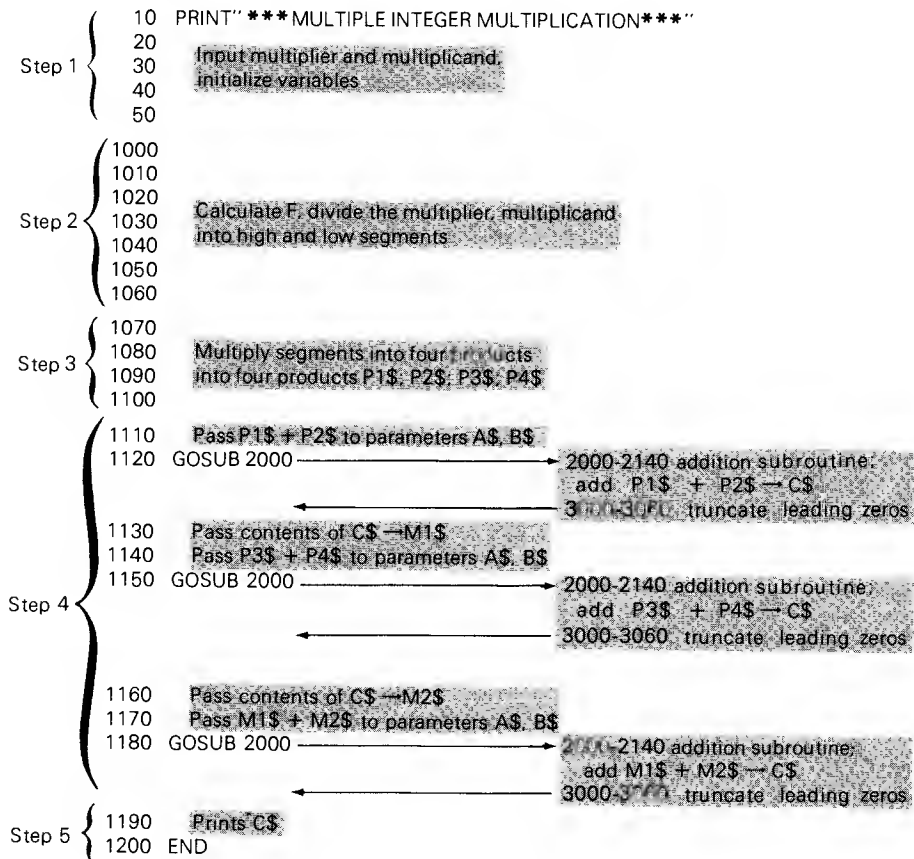 10 PRINT" ***MULTIPLE INTEGER MULTIPLICATION***"
20
Step 1 30 Input multiplier and multiplicand,
40 initialize variables
50
1000
1010
1020
Step 2 1030 Calculate F, divide the multiplier, multiplicand
1040 into high and low segments
1050
1060
1070
Step 3 1080 Multiply segments into four products
1090 into four products P1$, P2$, P3$, P4$
1100
1110 Pass P1$ + P2$ to parameters A$, B$
1120 GOSUB 2000 → 2000-2140 addition subroutine:
add P1$ + P2$ → C$
← truncate leading zeros
1130 Pass contents of C$ → M1$
1140 Pass P3$ + P4$ to parameters A$, B$
1150 GOSUB 2000 → 2000-2140 addition subroutine:
Step 4 add P3$ + P4$ → C$
← 3000-3060 truncate leading zeros
1160 Pass contents of C$ → M2$
1170 Pass M1$ + M2$ to parameters A$, B$
1180 GOSUB 2000 → -2140 addition subroutine:
add M1$ + M2$ → C$
← truncate leading zeros
Step 5 1190 Prints C$
1200 END